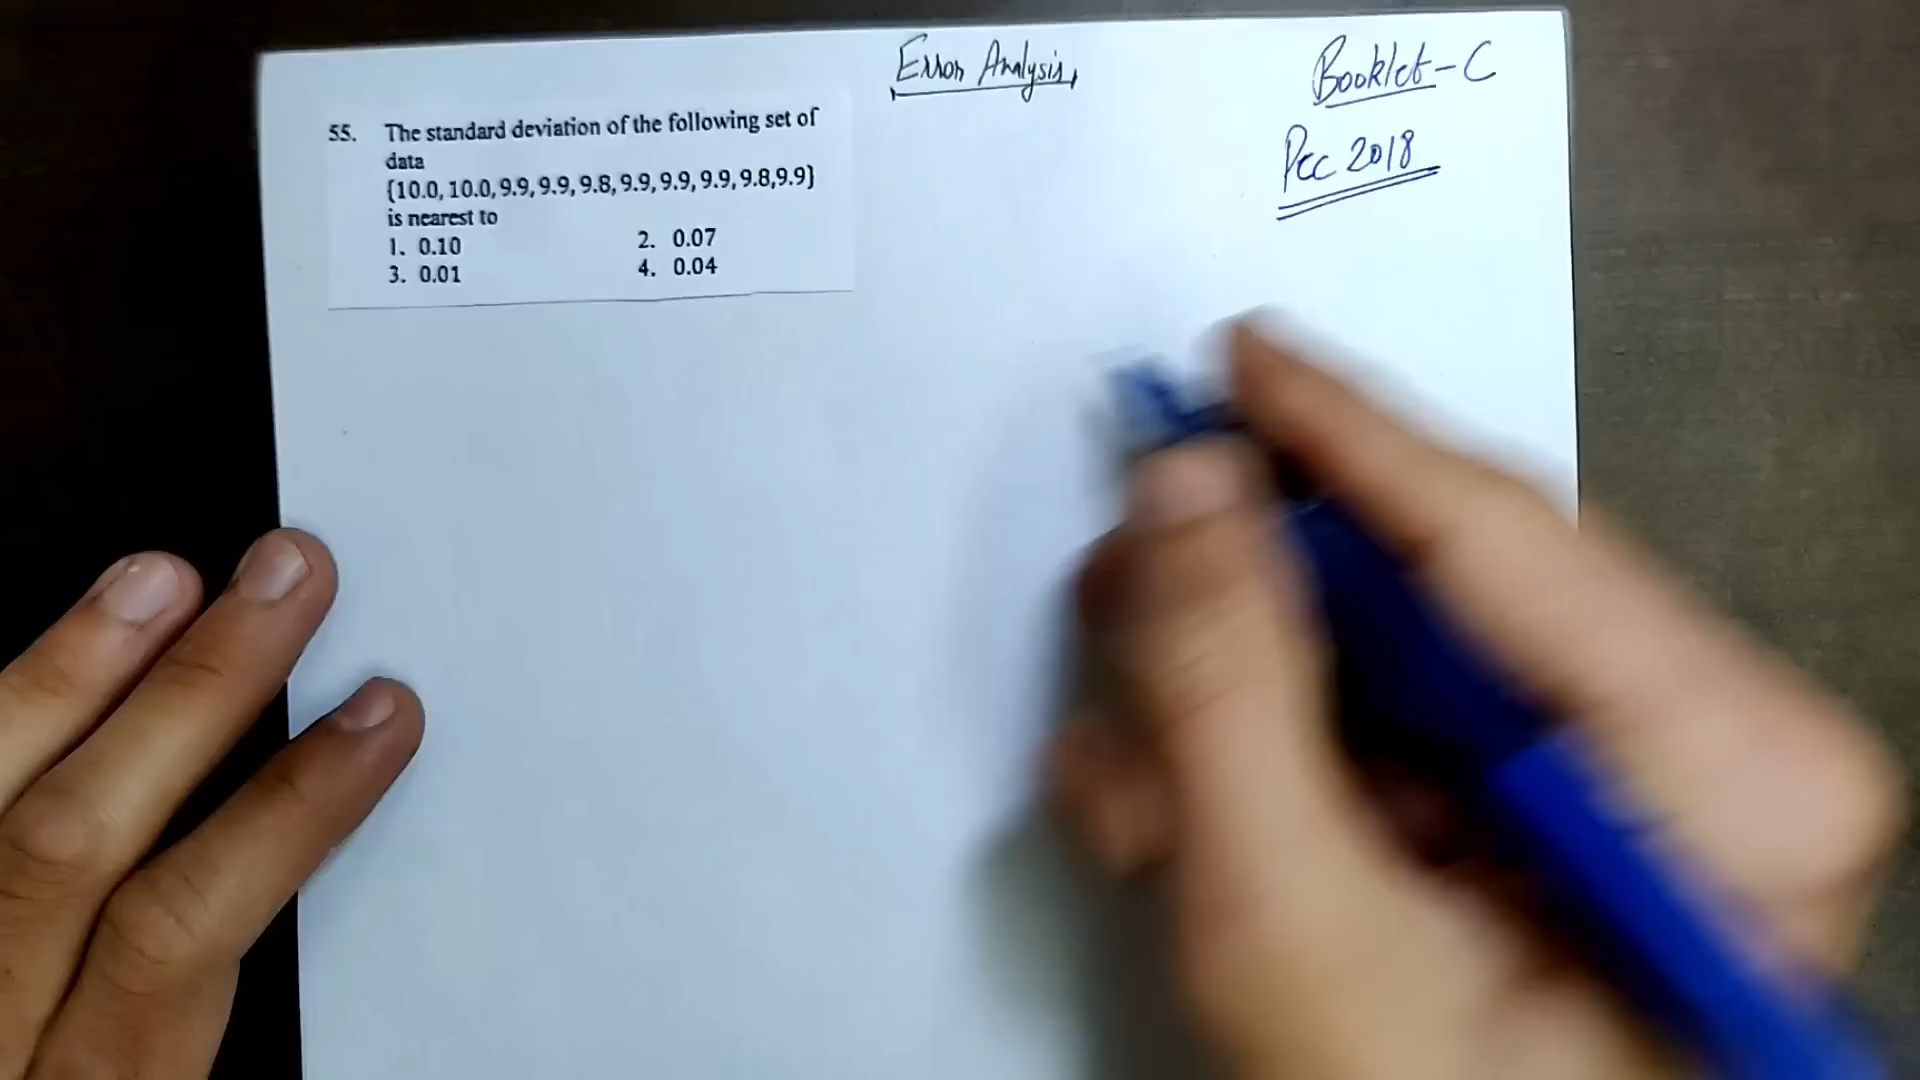 Error Analysis,
Booklet-C
Dec 2018
55. The standard deviation of the following set of
data
{10.0, 10.0, 9.9, 9.9, 9.8, 9.9, 9.9, 9.9, 9.8,9.9}
is nearest to
1. 0.10 2. 0.07
3. 0.01 4. 0.04